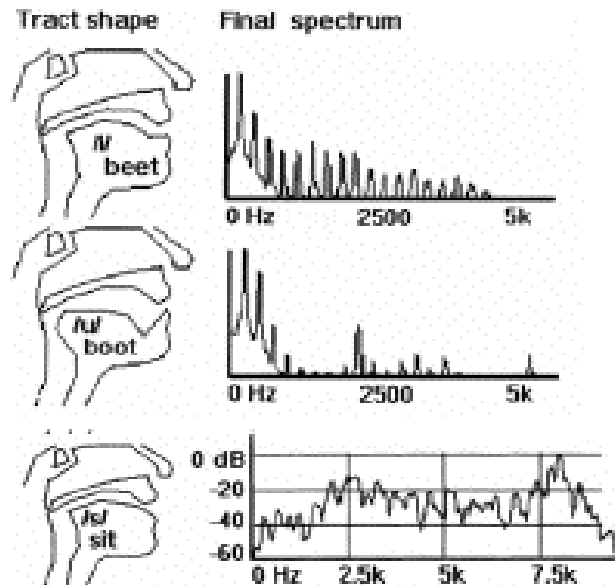 Tract shape Final spectrum
/i/
beet
0 Hz 2500 5k
/u/
boot
0 Hz 2500 5k
/s/
sit
0 dB
-20
-40
-60
0 Hz 2.5k 5k 7.5k